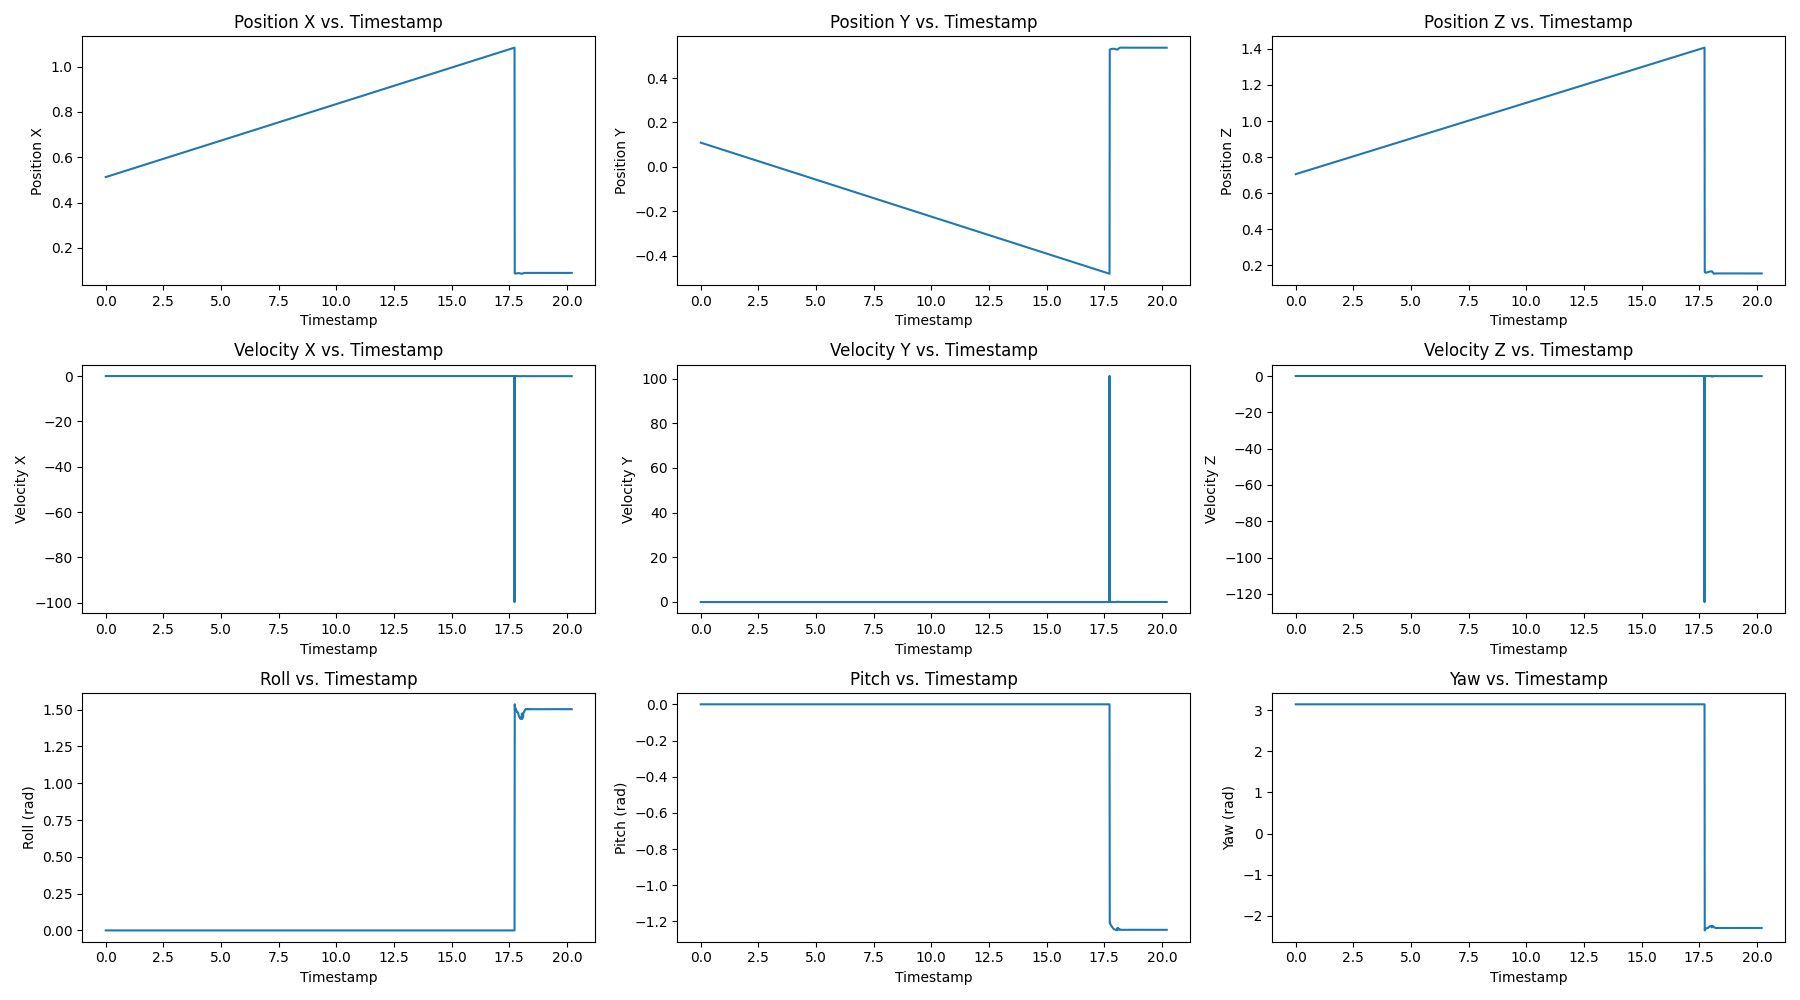 Position X vs. Timestamp
Position X
1.0
0.8
0.6
0.4
0.2
0.0 2.5 5.0 7.5 10.0 12.5 15.0 17.5 20.0
Timestamp
Position Y vs. Timestamp
Position Y
0.4
0.2
0.0
−0.2
−0.4
0.0 2.5 5.0 7.5 10.0 12.5 15.0 17.5 20.0
Timestamp
Position Z vs. Timestamp
Position Z
1.4
1.2
1.0
0.8
0.6
0.4
0.2
0.0 2.5 5.0 7.5 10.0 12.5 15.0 17.5 20.0
Timestamp
Velocity X vs. Timestamp
Velocity X
0
−20
−40
−60
−80
−100
0.0 2.5 5.0 7.5 10.0 12.5 15.0 17.5 20.0
Timestamp
Velocity Y vs. Timestamp
Velocity Y
100
80
60
40
20
0
0.0 2.5 5.0 7.5 10.0 12.5 15.0 17.5 20.0
Timestamp
Velocity Z vs. Timestamp
Velocity Z
0
−20
−40
−60
−80
−100
−120
0.0 2.5 5.0 7.5 10.0 12.5 15.0 17.5 20.0
Timestamp
Roll vs. Timestamp
Roll (rad)
1.50
1.25
1.00
0.75
0.50
0.25
0.00
0.0 2.5 5.0 7.5 10.0 12.5 15.0 17.5 20.0
Timestamp
Pitch vs. Timestamp
Pitch (rad)
0.0
−0.2
−0.4
−0.6
−0.8
−1.0
−1.2
0.0 2.5 5.0 7.5 10.0 12.5 15.0 17.5 20.0
Timestamp
Yaw vs. Timestamp
Yaw (rad)
3
2
1
0
−1
−2
0.0 2.5 5.0 7.5 10.0 12.5 15.0 17.5 20.0
Timestamp